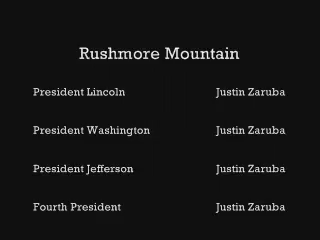 Rushmore Mountain
President Lincoln Justin Zaruba
President Washington Justin Zaruba
President Jefferson Justin Zaruba
Fourth President Justin Zaruba